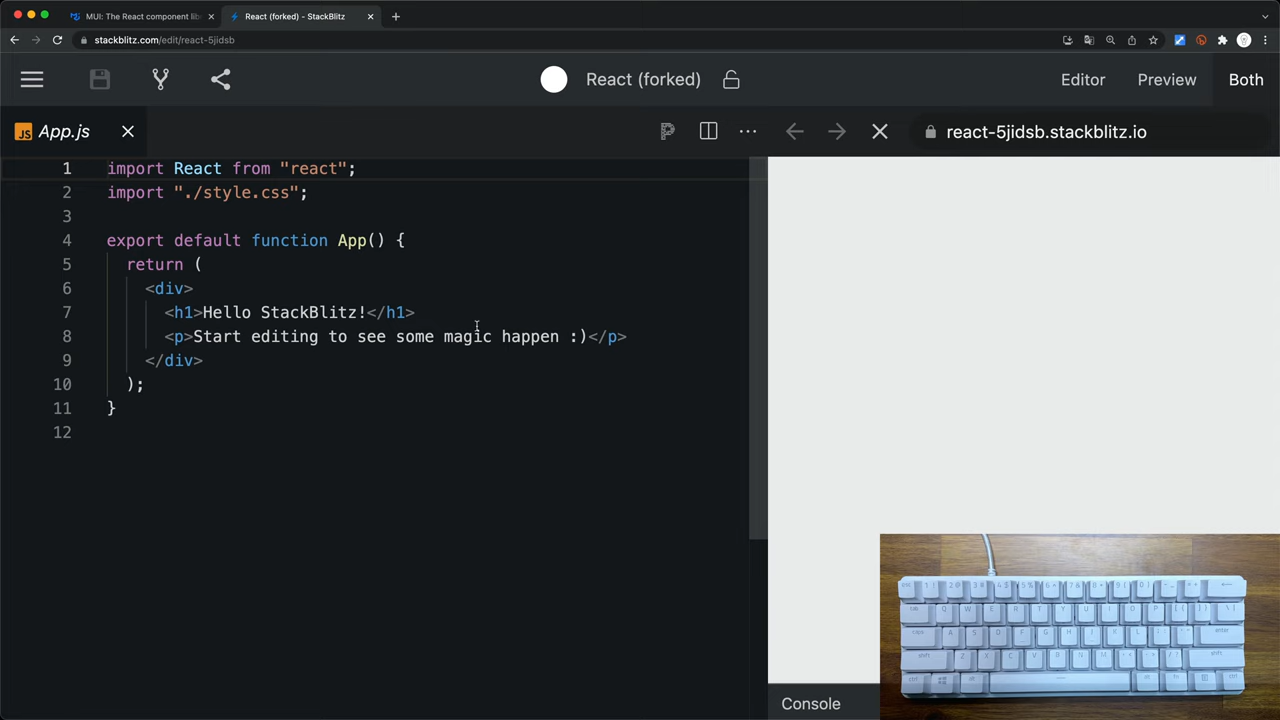 MUI: The React component lib
React (forked) - StackBlitz
stackblitz.com/edit/react-5jidsb
React (forked)
Editor
Preview
Both
JS App.js
react-5jidsb.stackblitz.io
1 import React from "react";
2 import "./style.css";
3
4 export default function App() {
5 return (
6 <div>
7 <h1>Hello StackBlitz!</h1>
8 <p>Start editing to see some magic happen :)</p>
9 </div>
10 );
11 }
12
Console